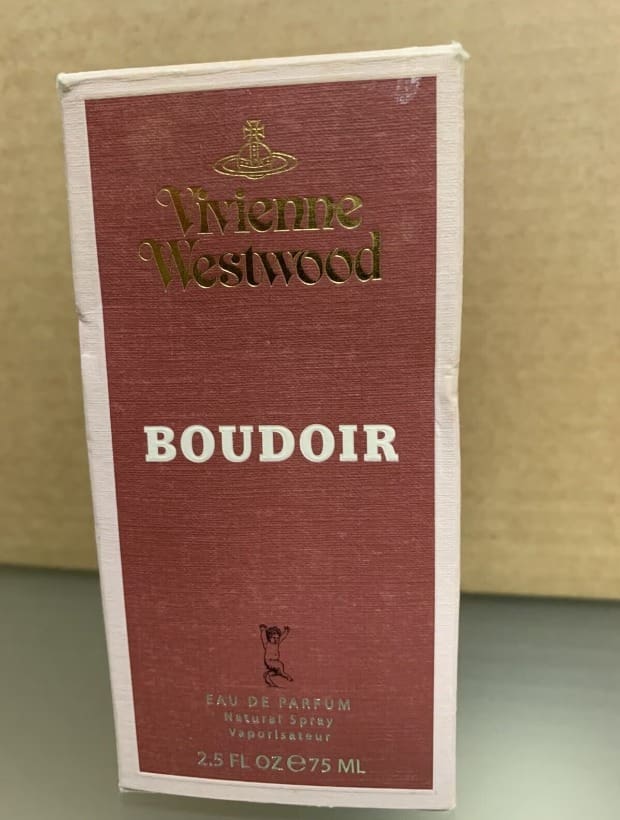 Vivienne
Westwood
BOUDOIR
EAU DE PARFUM
Natural Spray
Vaporisateur
2.5 FL OZ ℮ 75 ML